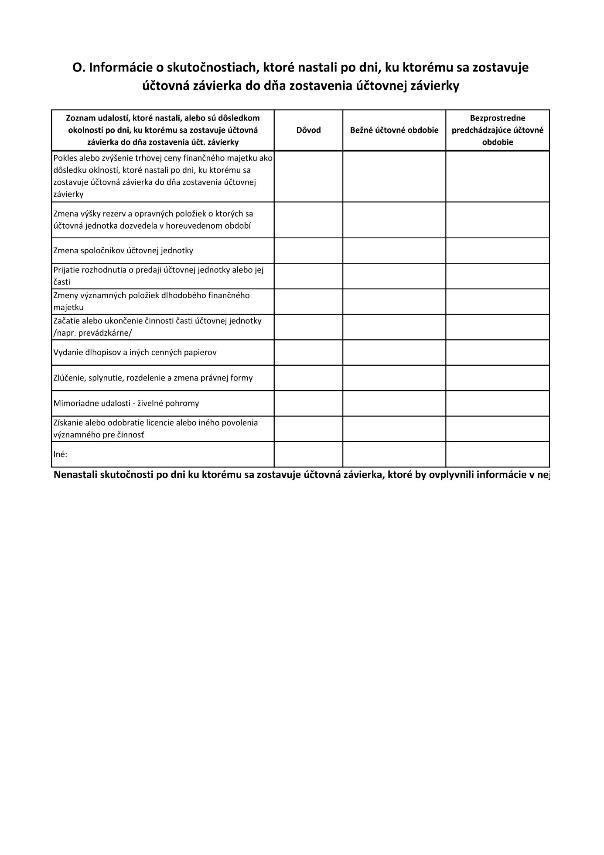 O. Informácie o skutočnostiach, ktoré nastali po dni, ku ktorému sa zostavuje
účtovná závierka do dňa zostavenia účtovnej závierky
Zoznam udalostí, ktoré nastali, alebo sú dôsledkom
okolností po dni, ku ktorému sa zostavuje účtovná
závierka do dňa zostavenia účt. závierky
Dôvod
Bežné účtovné obdobie
Bezprostredne
predchádzajúce účtovné
obdobie
Pokles alebo zvýšenie trhovej ceny finančného majetku ako
dôsledku oklností, ktoré nastali po dni, ku ktorému sa
zostavuje účtovná závierka do dňa zostavenia účtovnej
závierky
Zmena výšky rezerv a opravných položiek o ktorých sa
účtovná jednotka dozvedela v horeuvedenom období
Zmena spoločníkov účtovnej jednotky
Prijatie rozhodnutia o predaji účtovnej jednotky alebo jej
časti
Zmeny významných položiek dlhodobého finančného
majetku
Začatie alebo ukončenie činnosti časti účtovnej jednotky
/napr. prevádzkárne/
Vydanie dlhopisov a iných cenných papierov
Zlúčenie, splynutie, rozdelenie a zmena právnej formy
Mimoriadne udalosti - živelné pohromy
Získanie alebo odobratie licencie alebo iného povolenia
významného pre činnosť
Iné:
Nenastali skutočnosti po dni ku ktorému sa zostavuje účtovná závierka, ktoré by ovplyvnili informácie v nej